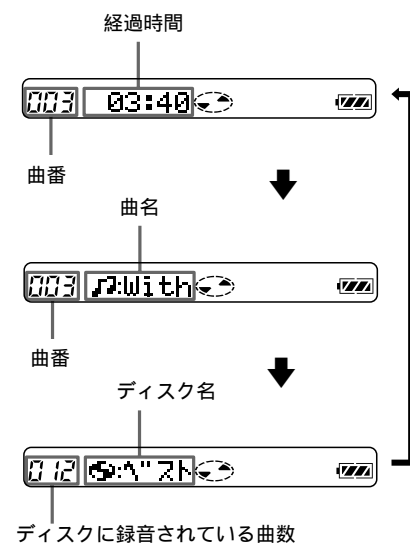 経過時間
003 03:40
曲番
曲名
003 ♪:With
曲番
ディスク名
012 :ベスト
ディスクに録音されている曲数